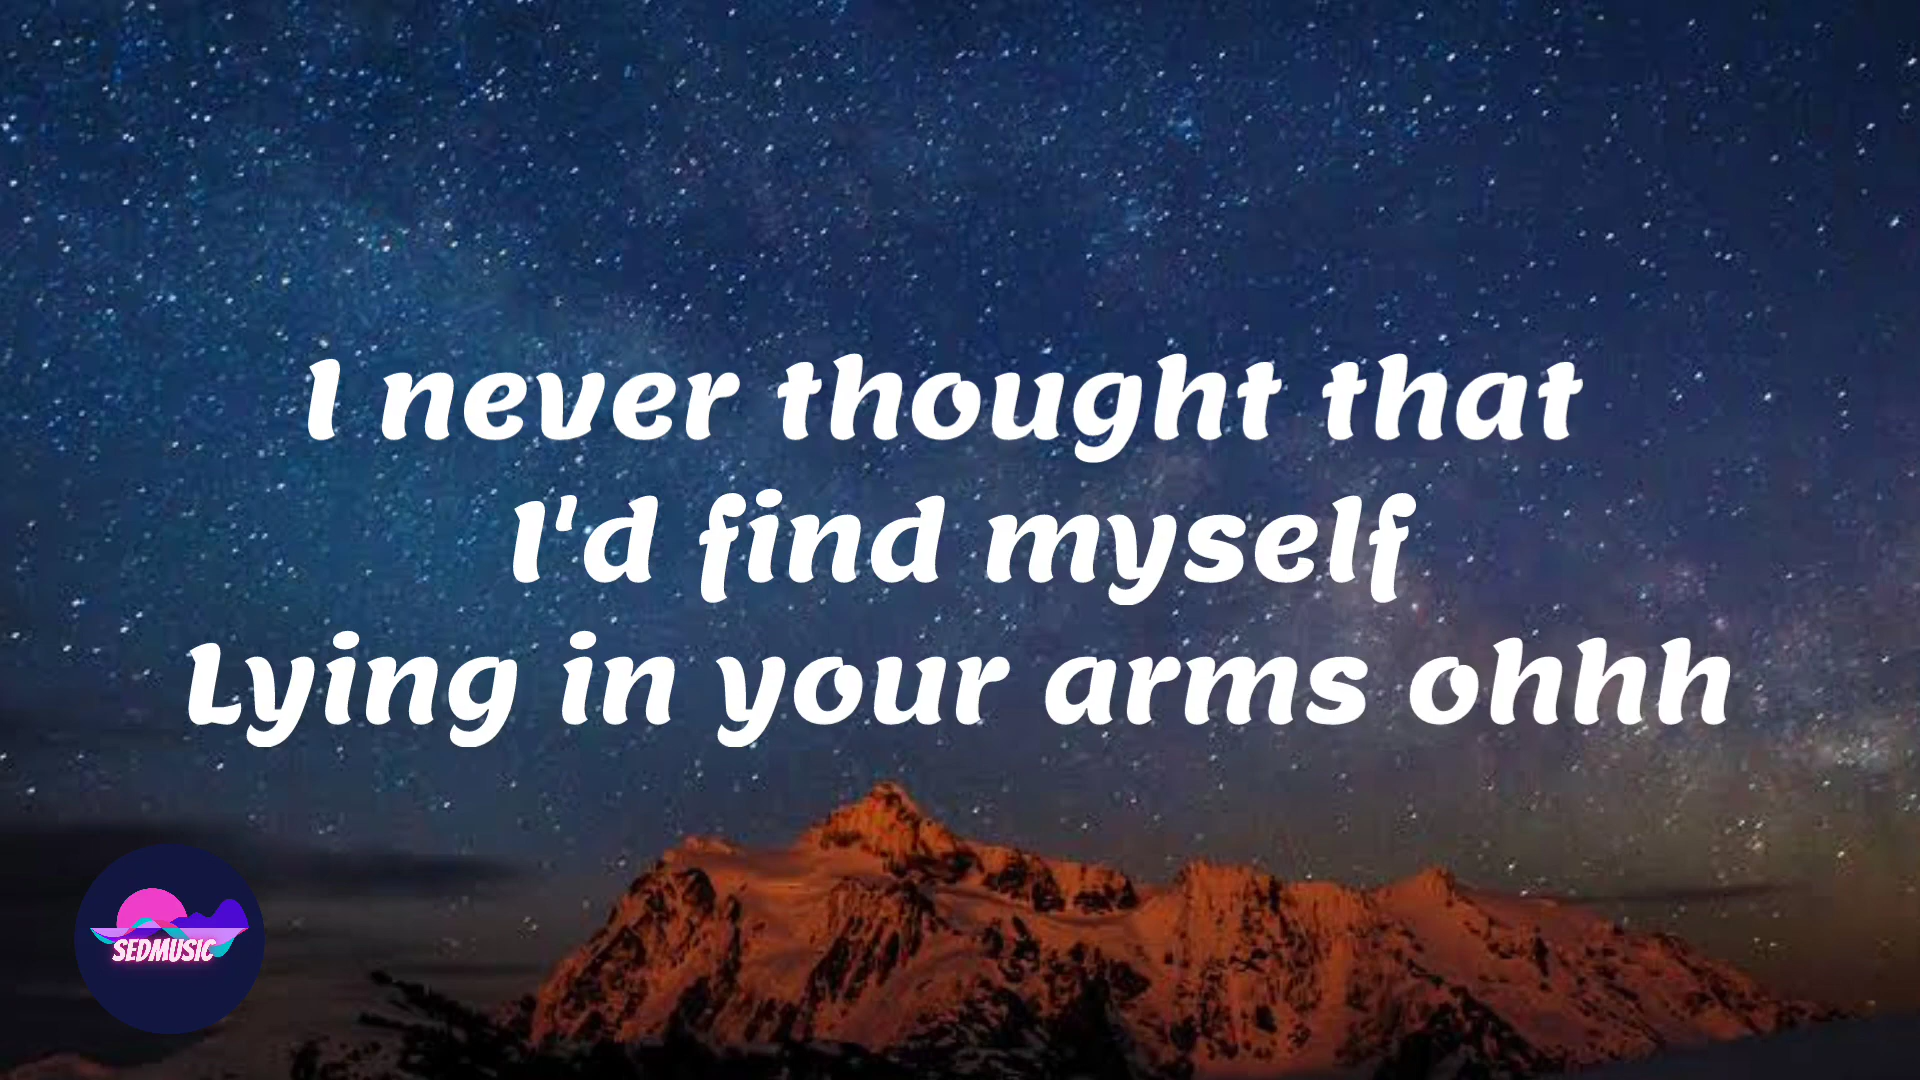 I never thought that
I'd find myself
Lying in your arms ohhh
SEDMUSIC